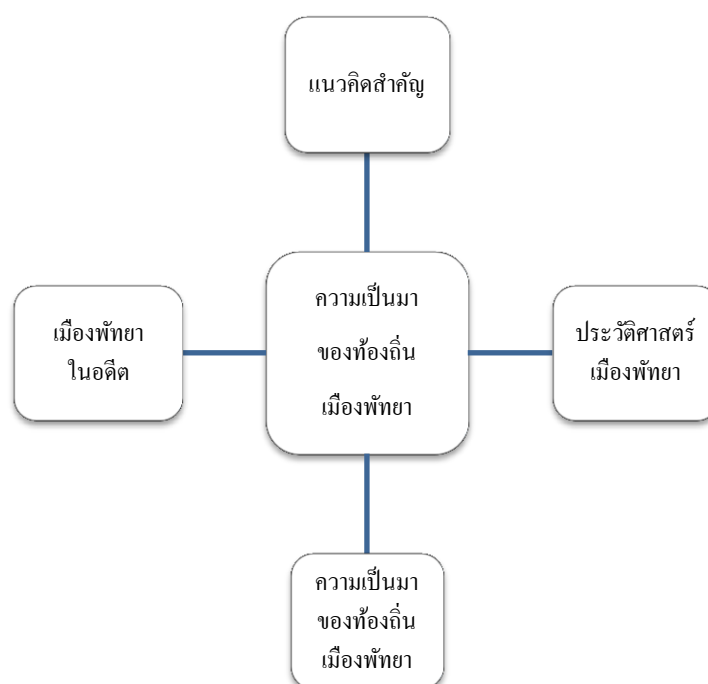 แนวคิดสำคัญ
เมืองพัทยา
ในอดีต
ความเป็นมา
ของท้องถิ่น
เมืองพัทยา
ประวัติศาสตร์
เมืองพัทยา
ความเป็นมา
ของท้องถิ่น
เมืองพัทยา